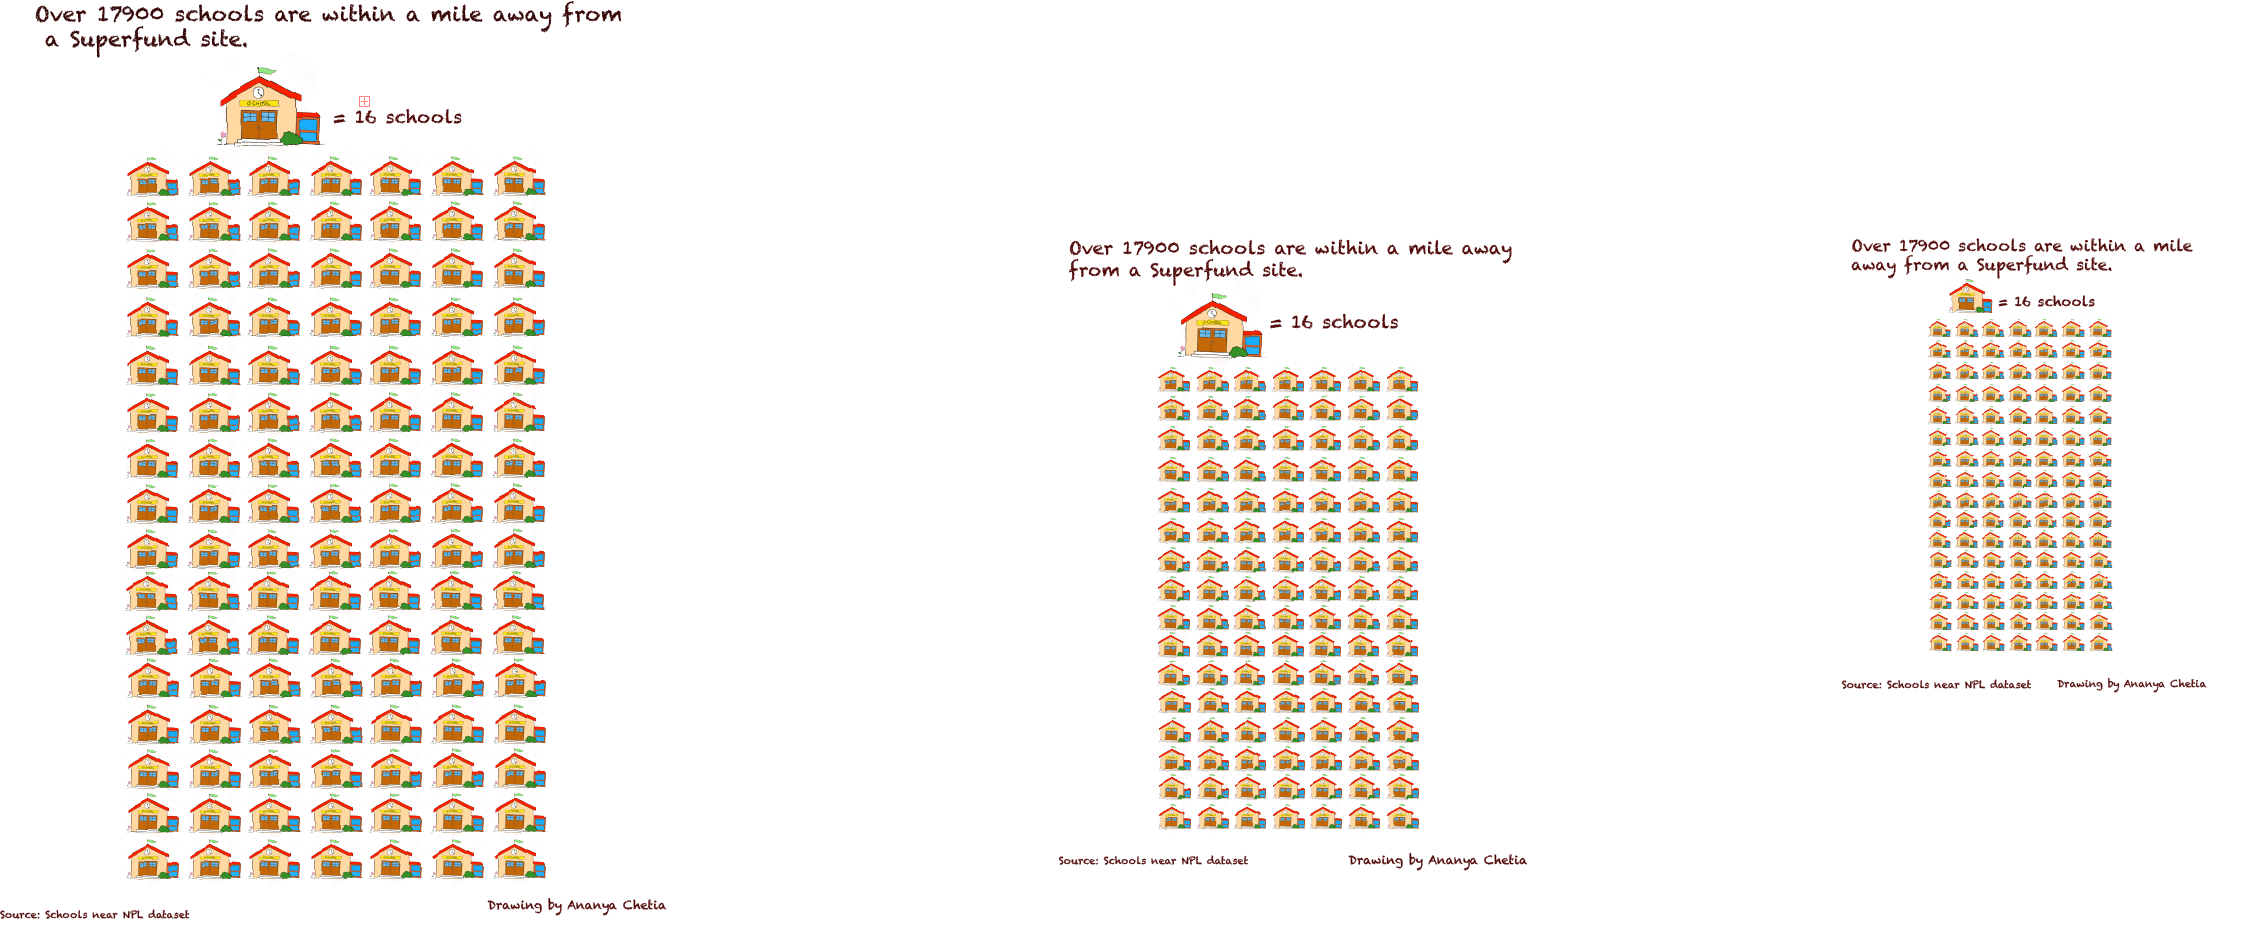 Over 17900 schools are within a mile away from
a Superfund site.
SCHOOL
= 16 schools
Source: Schools near NPL dataset
Drawing by Ananya Chetia
Over 17900 schools are within a mile away
from a Superfund site.
SCHOOL
= 16 schools
Source: Schools near NPL dataset
Drawing by Ananya Chetia
Over 17900 schools are within a mile
away from a Superfund site.
= 16 schools
Source: Schools near NPL dataset
Drawing by Ananya Chetia